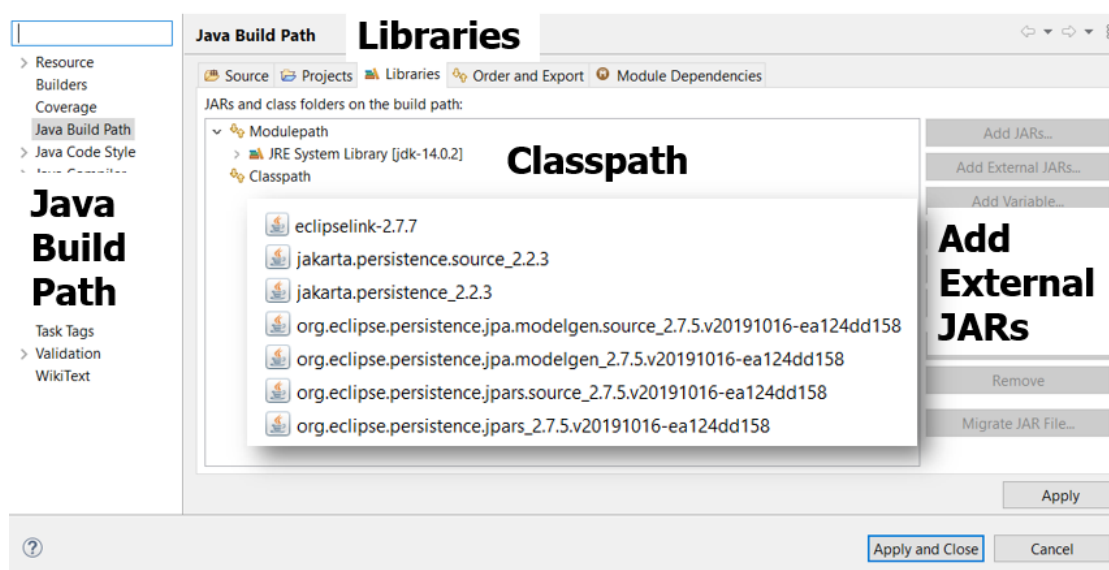 Java Build Path
Libraries
Resource
Builders
Coverage
Java Build Path
Java Code Style
Java
Build
Path
Task Tags
Validation
WikiText
Source
Projects
Libraries
Order and Export
Module Dependencies
JARs and class folders on the build path:
Modulepath
JRE System Library [jdk-14.0.2]
Classpath
Classpath
eclipselink-2.7.7
jakarta.persistence.source_2.2.3
jakarta.persistence_2.2.3
org.eclipse.persistence.jpa.modelgen.source_2.7.5.v20191016-ea124dd158
org.eclipse.persistence.jpa.modelgen_2.7.5.v20191016-ea124dd158
org.eclipse.persistence.jpars.source_2.7.5.v20191016-ea124dd158
org.eclipse.persistence.jpars_2.7.5.v20191016-ea124dd158
Add JARs...
Add External JARs...
Add Variable...
Add
External
JARs
Remove
Migrate JAR File...
Apply
Apply and Close
Cancel